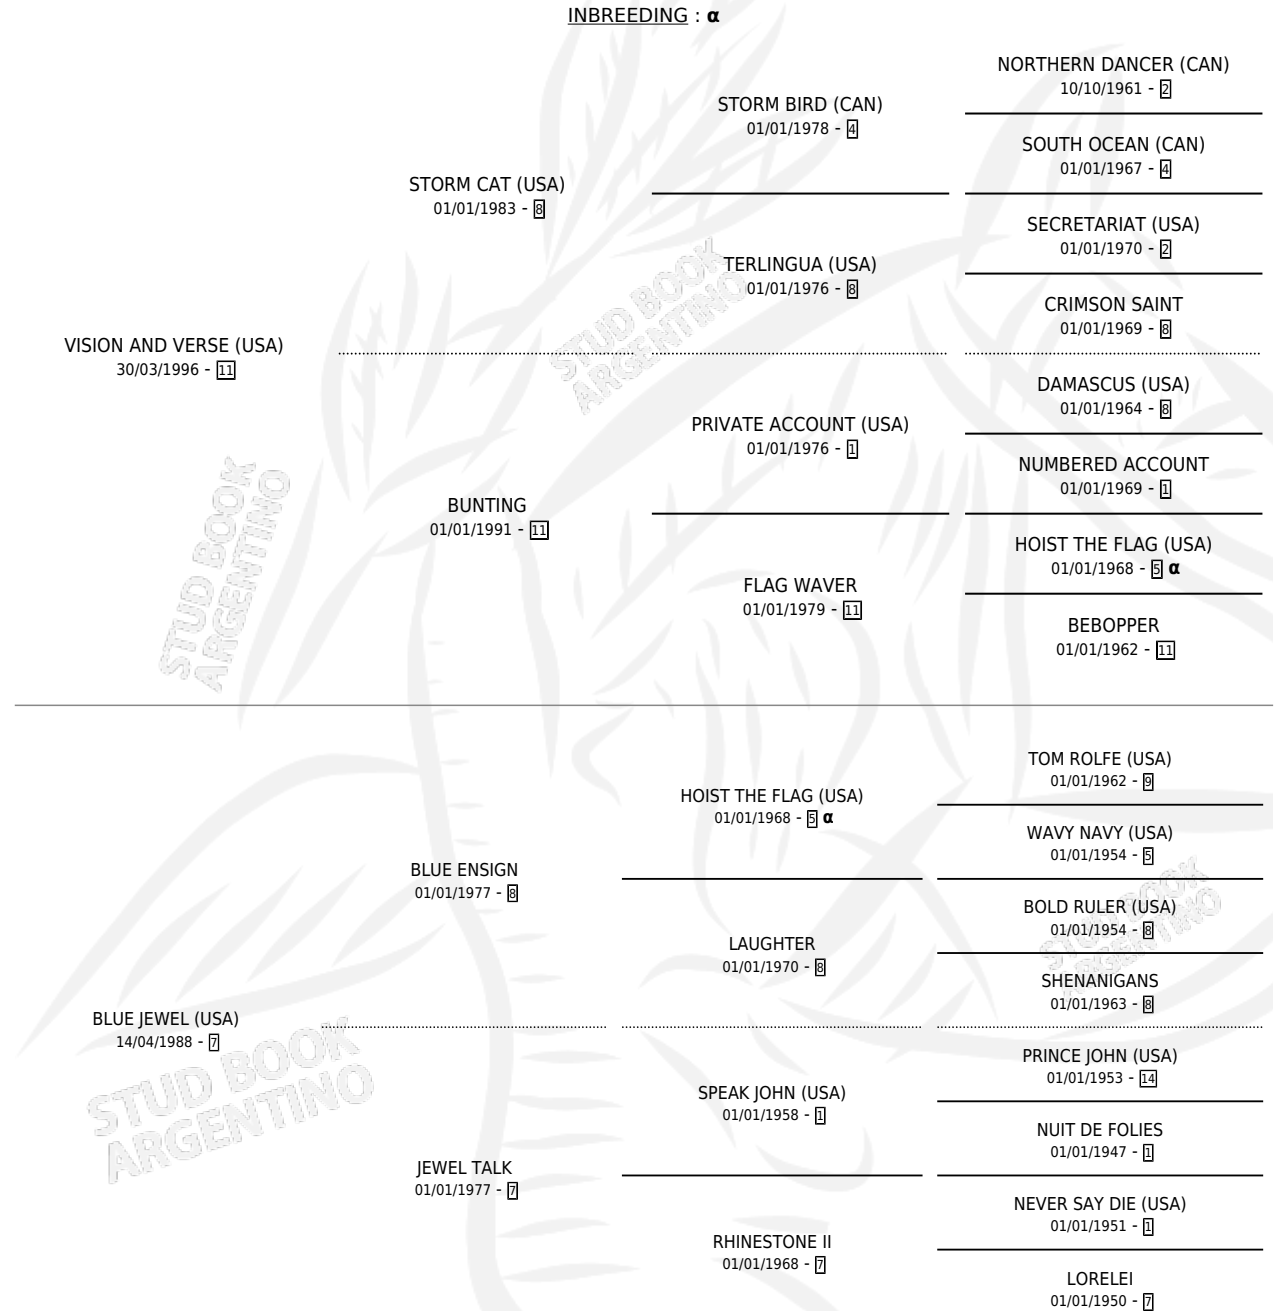 INBREEDING : α
NORTHERN DANCER (CAN)
10/10/1961 - 2
STORM BIRD (CAN)
01/01/1978 - 4
SOUTH OCEAN (CAN)
01/01/1967 - 4
STORM CAT (USA)
01/01/1983 - 8
SECRETARIAT (USA)
01/01/1970 - 2
TERLINGUA (USA)
01/01/1976 - 8
CRIMSON SAINT
01/01/1969 - 8
VISION AND VERSE (USA)
30/03/1996 - 11
DAMASCUS (USA)
01/01/1964 - 8
PRIVATE ACCOUNT (USA)
01/01/1976 - 1
NUMBERED ACCOUNT
01/01/1969 - 1
BUNTING
01/01/1991 - 11
HOIST THE FLAG (USA)
01/01/1968 - 5 α
FLAG WAVER
01/01/1979 - 11
BEBOPPER
01/01/1962 - 11
TOM ROLFE (USA)
01/01/1962 - 9
HOIST THE FLAG (USA)
01/01/1968 - 5 α
WAVY NAVY (USA)
01/01/1954 - 5
BLUE ENSIGN
01/01/1977 - 8
BOLD RULER (USA)
01/01/1954 - 8
LAUGHTER
01/01/1970 - 8
SHENANIGANS
01/01/1963 - 8
BLUE JEWEL (USA)
14/04/1988 - 7
PRINCE JOHN (USA)
01/01/1953 - 14
SPEAK JOHN (USA)
01/01/1958 - 1
NUIT DE FOLIES
01/01/1947 - 1
JEWEL TALK
01/01/1977 - 7
NEVER SAY DIE (USA)
01/01/1951 - 1
RHINESTONE II
01/01/1968 - 7
LORELEI
01/01/1950 - 7
STUD BOOK
ARGENTINO
STUD BOOK
ARGENTINO
STUD BOOK
ARGENTINO
STUD BOOK
ARGENTINO